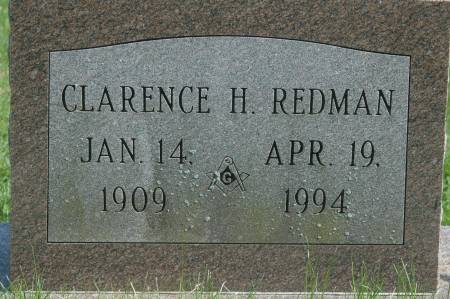 CLARENCE H. REDMAN
JAN. 14, APR. 19,
G
1909 1994